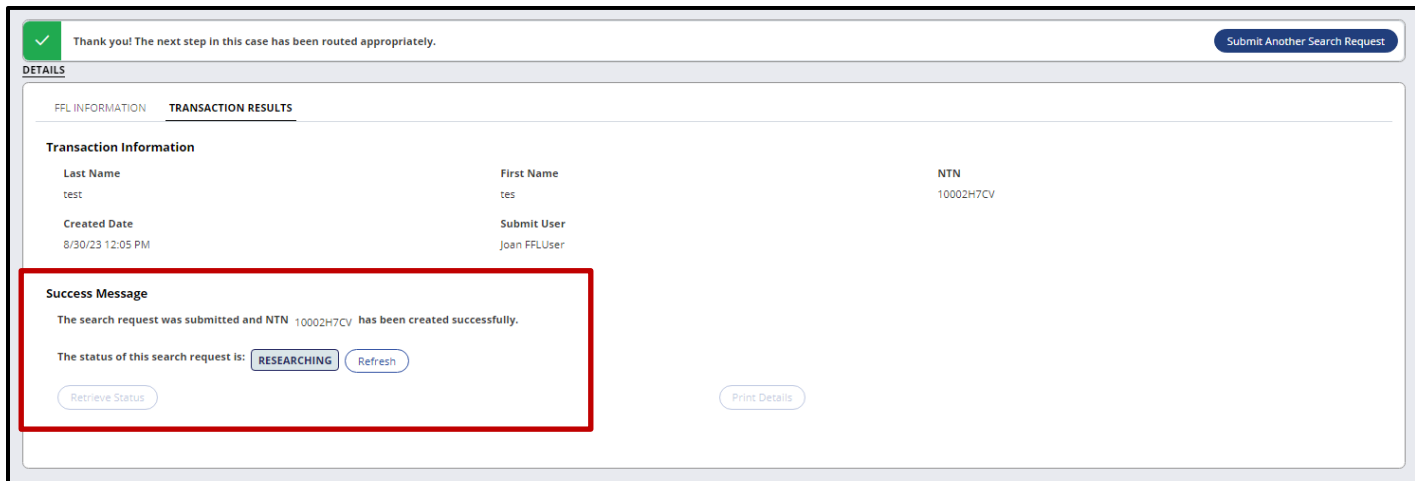 Thank you! The next step in this case has been routed appropriately.
Submit Another Search Request
DETAILS
FFL INFORMATION
TRANSACTION RESULTS
Transaction Information
Last Name
First Name
NTN
test
tes
10002H7CV
Created Date
Submit User
8/30/23 12:05 PM
Joan FFLUser
Success Message
The search request was submitted and NTN 10002H7CV has been created successfully.
The status of this search request is: RESEARCHING Refresh
Retrieve Status
Print Details